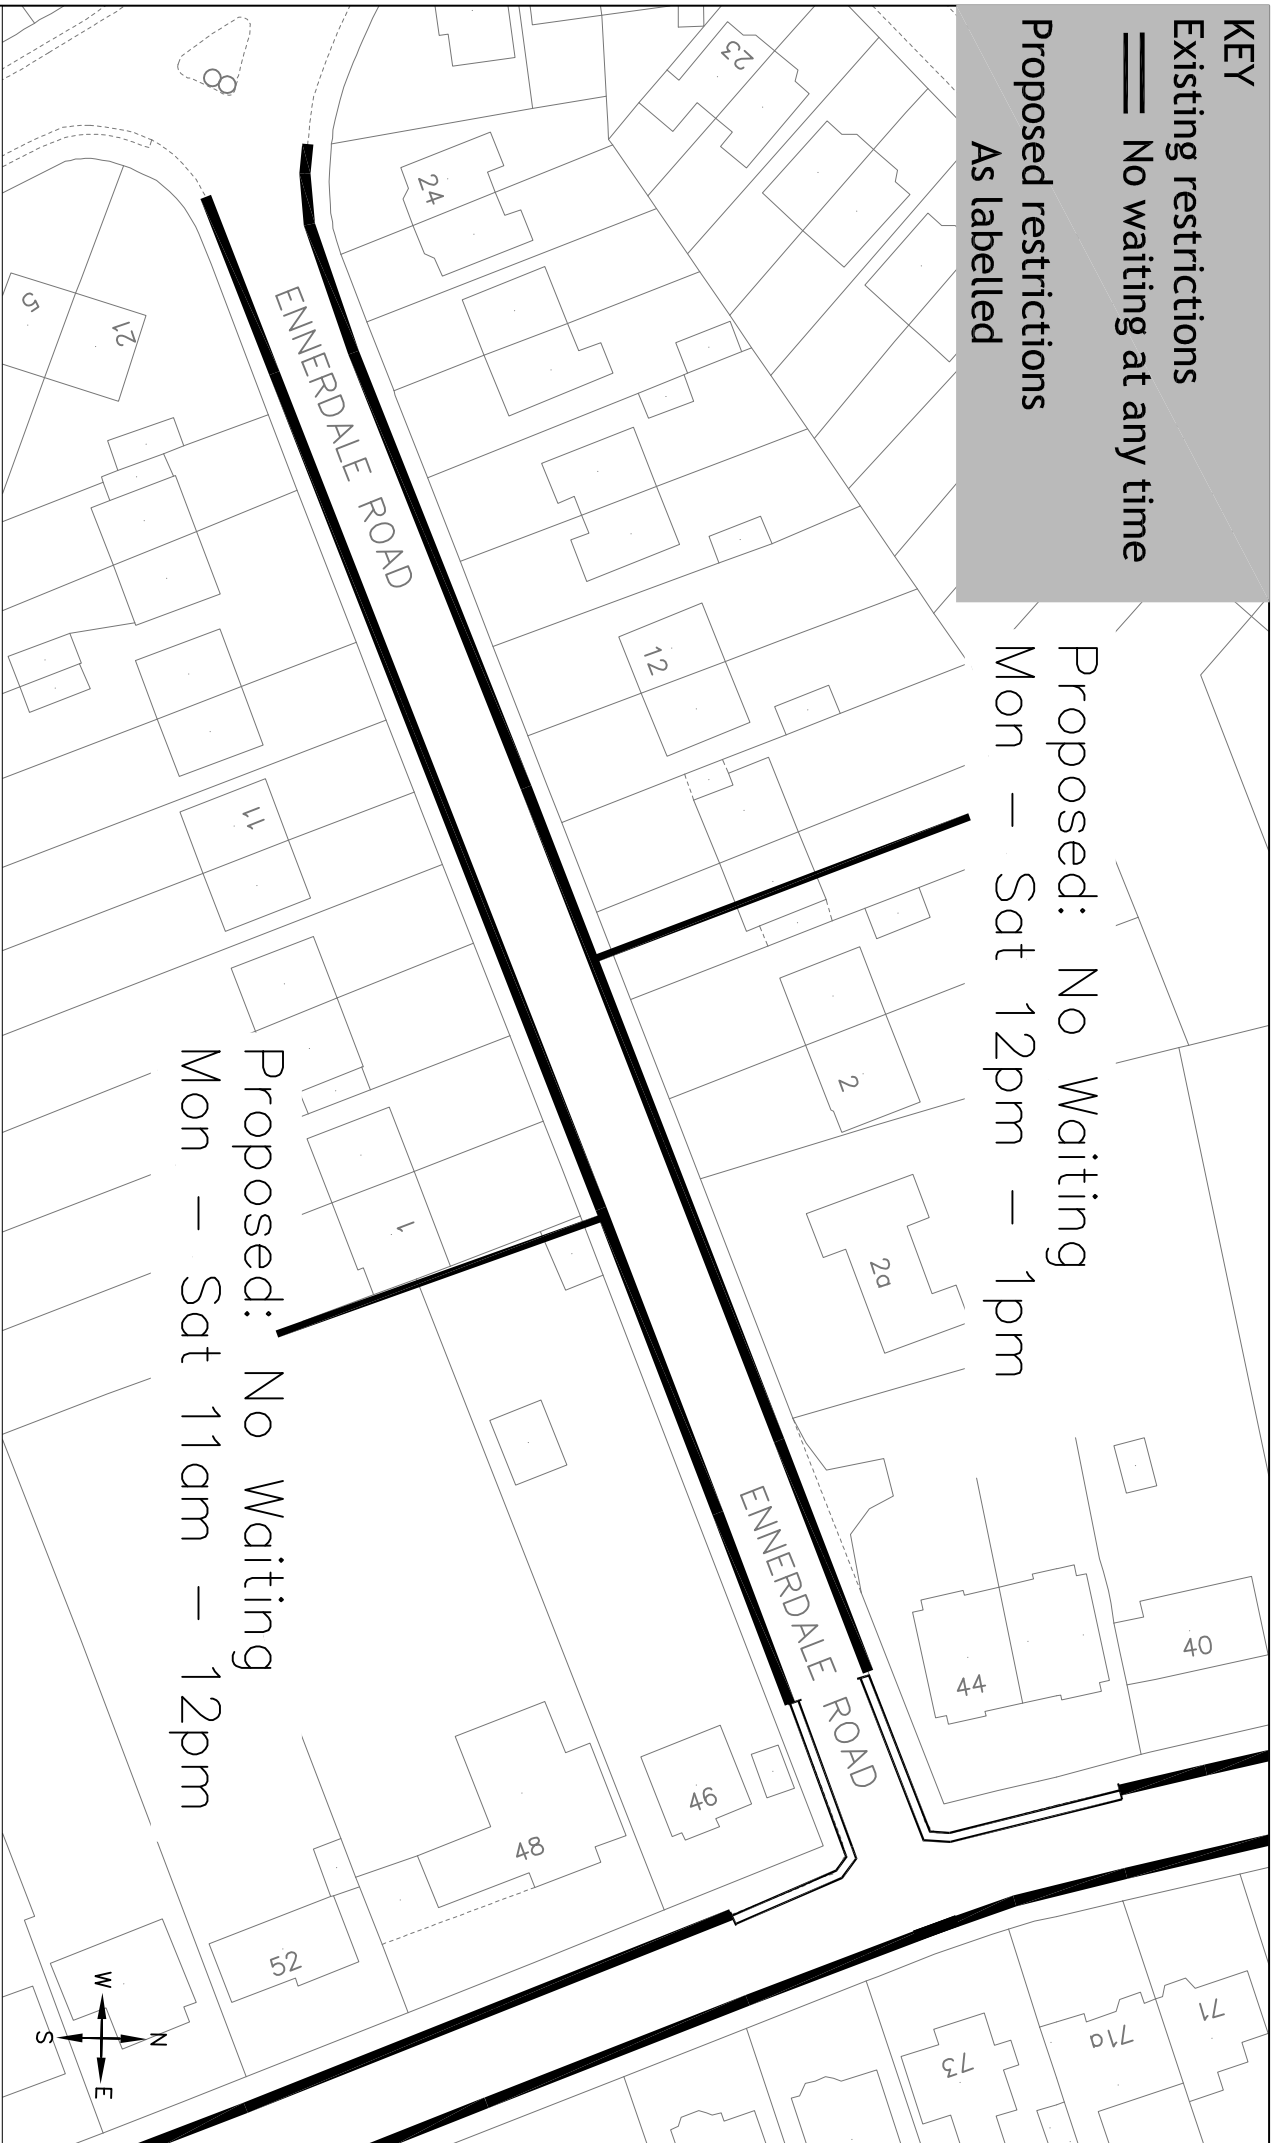 KEY
Existing restrictions
No waiting at any time
Proposed restrictions
As labelled
Proposed: No Waiting
Mon - Sat 12pm - 1pm
Proposed: No Waiting
Mon - Sat 11am - 12pm
ENNERDALE ROAD
ENNERDALE ROAD
23
24
8
5
21
12
11
2
1
2a
40
44
46
48
52
71
71a
73
N
E
S
W